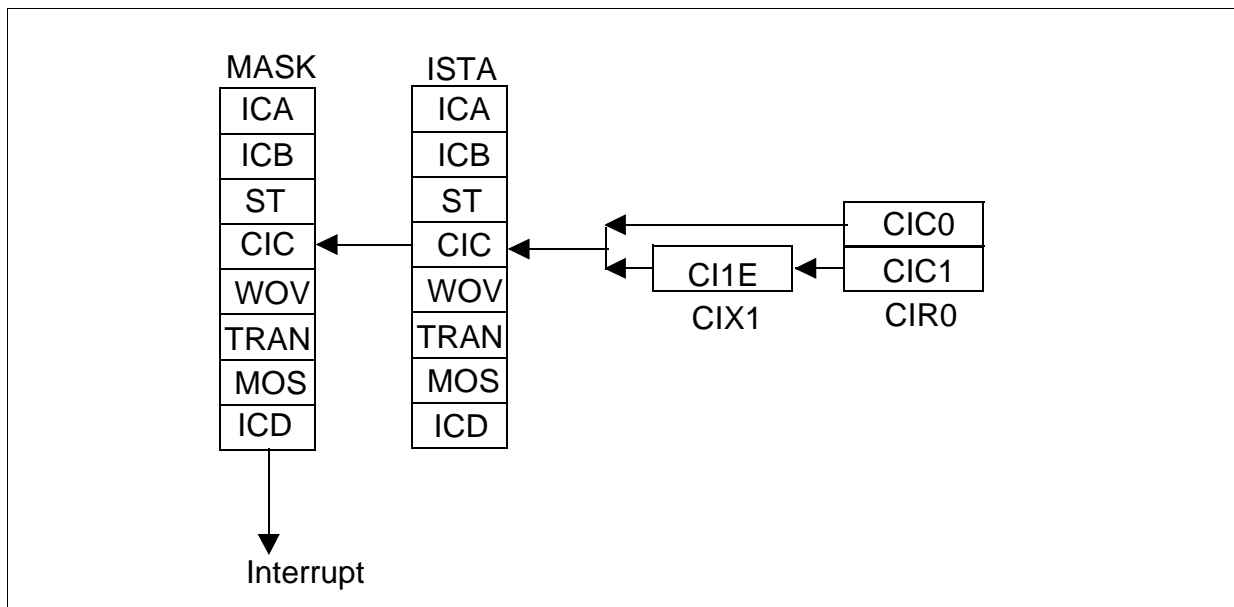 MASK
ICA
ICB
ST
CIC
WOV
TRAN
MOS
ICD
Interrupt
ISTA
ICA
ICB
ST
CIC
WOV
TRAN
MOS
ICD
CI1E
CIX1
CIC0
CIC1
CIR0